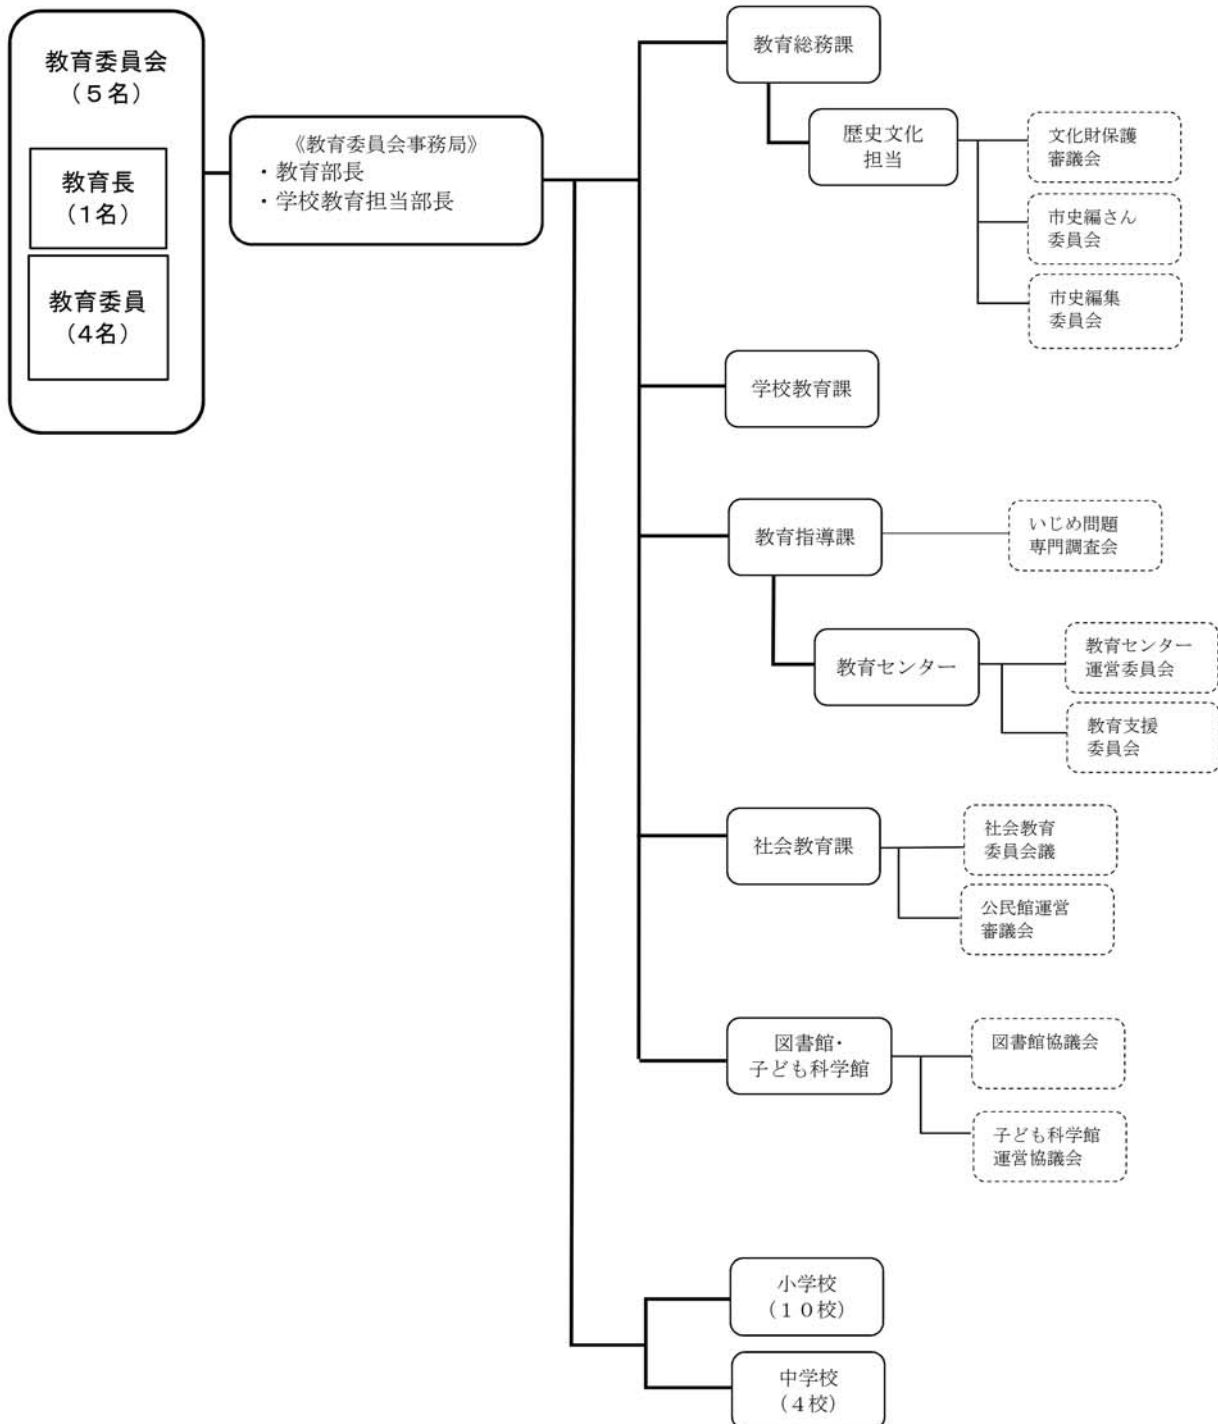 教育委員会
（５名）
教育長
（１名）
教育委員
（４名）
《教育委員会事務局》
・教育部長
・学校教育担当部長
教育総務課
歴史文化
担当
文化財保護
審議会
市史編さん
委員会
市史編集
委員会
学校教育課
教育指導課
いじめ問題
専門調査会
教育センター
教育センター
運営委員会
教育支援
委員会
社会教育課
社会教育
委員会議
公民館運営
審議会
図書館・
子ども科学館
図書館協議会
子ども科学館
運営協議会
小学校
（１０校）
中学校
（４校）